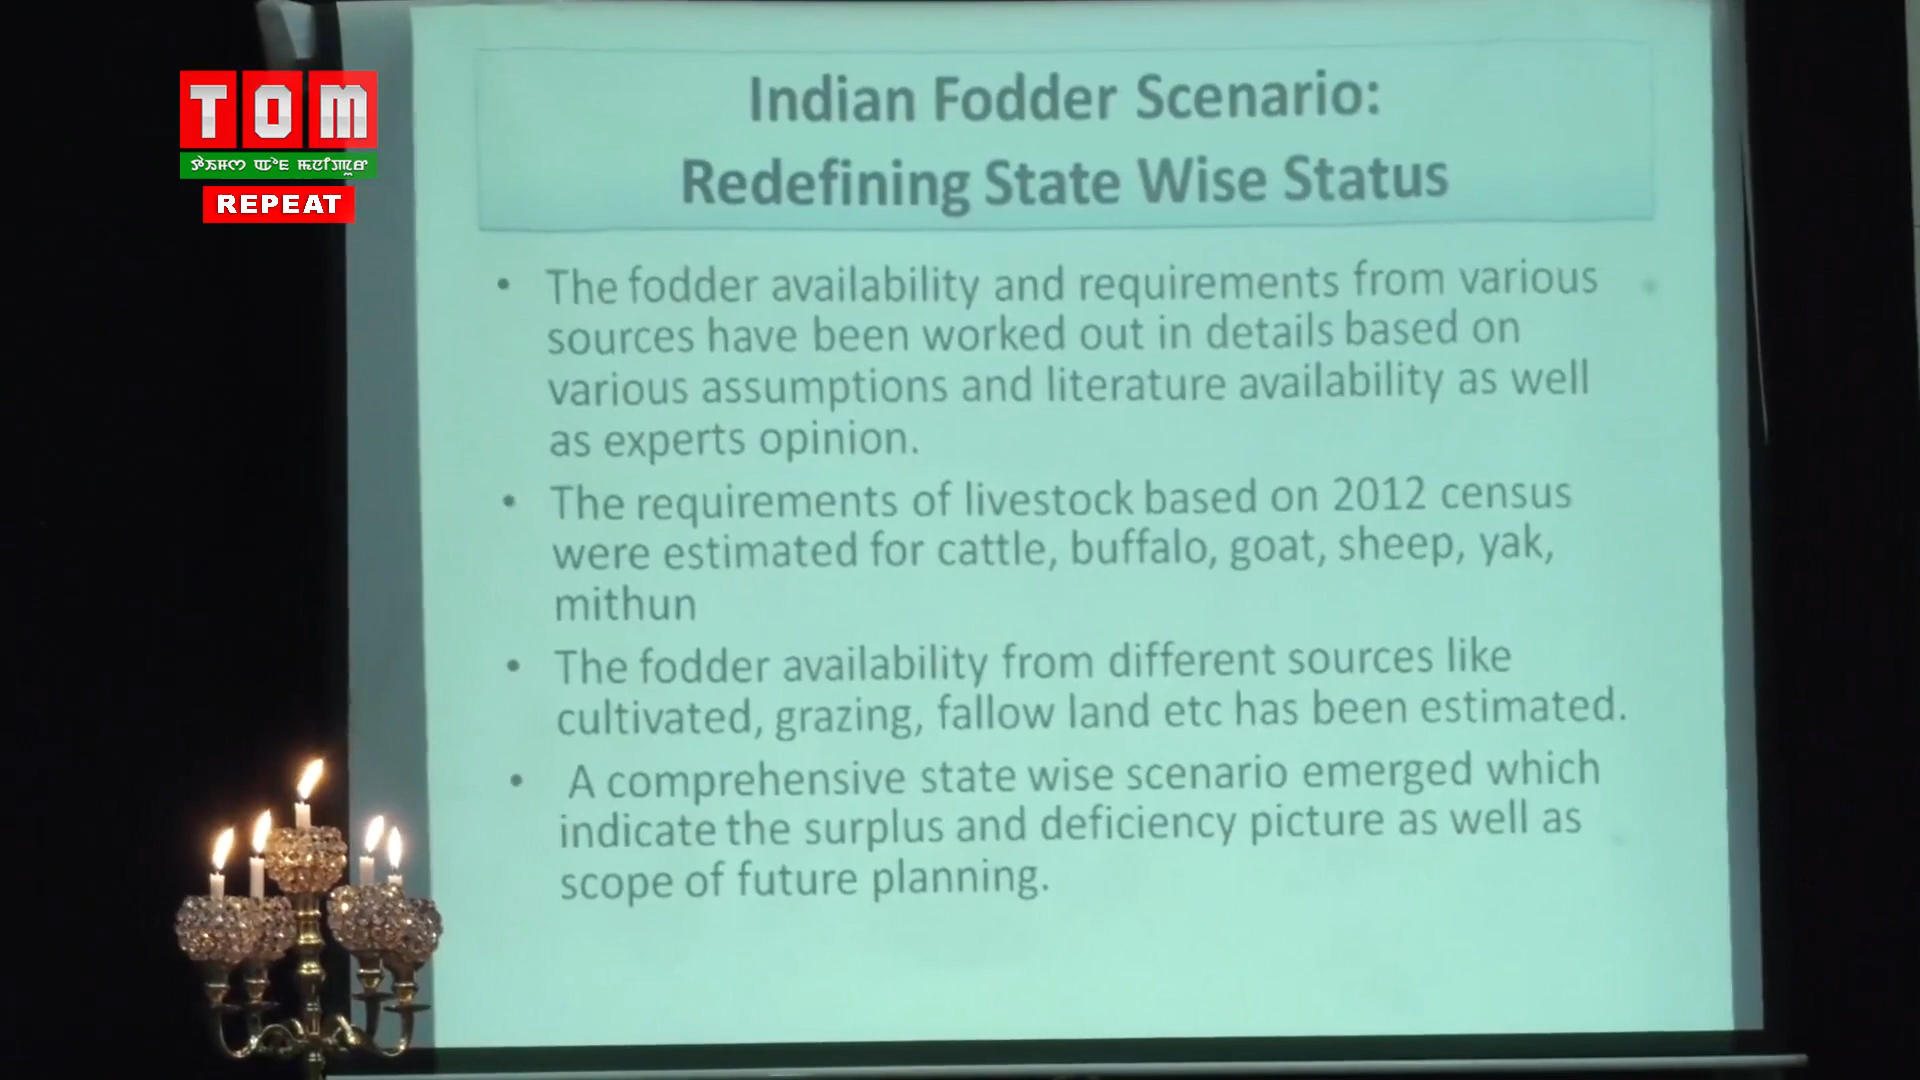 TOM
REPEAT
Indian Fodder Scenario:
Redefining State Wise Status
• The fodder availability and requirements from various
sources have been worked out in details based on
various assumptions and literature availability as well
as experts opinion.
• The requirements of livestock based on 2012 census
were estimated for cattle, buffalo, goat, sheep, yak,
mithun
• The fodder availability from different sources like
cultivated, grazing, fallow land etc has been estimated.
• A comprehensive state wise scenario emerged which
indicate the surplus and deficiency picture as well as
scope of future planning.